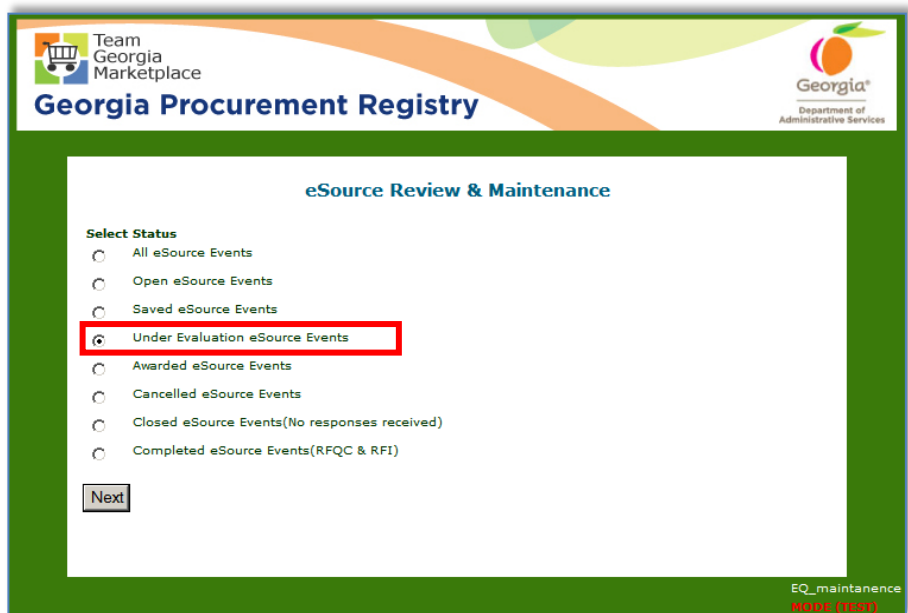 Team
Georgia
Marketplace
Georgia Procurement Registry
Georgia®
Department of
Administrative Services
eSource Review & Maintenance
Select Status
All eSource Events
Open eSource Events
Saved eSource Events
Under Evaluation eSource Events
Awarded eSource Events
Cancelled eSource Events
Closed eSource Events(No responses received)
Completed eSource Events(RFQC & RFI)
Next
EQ_maintanence
MODE (TEST)